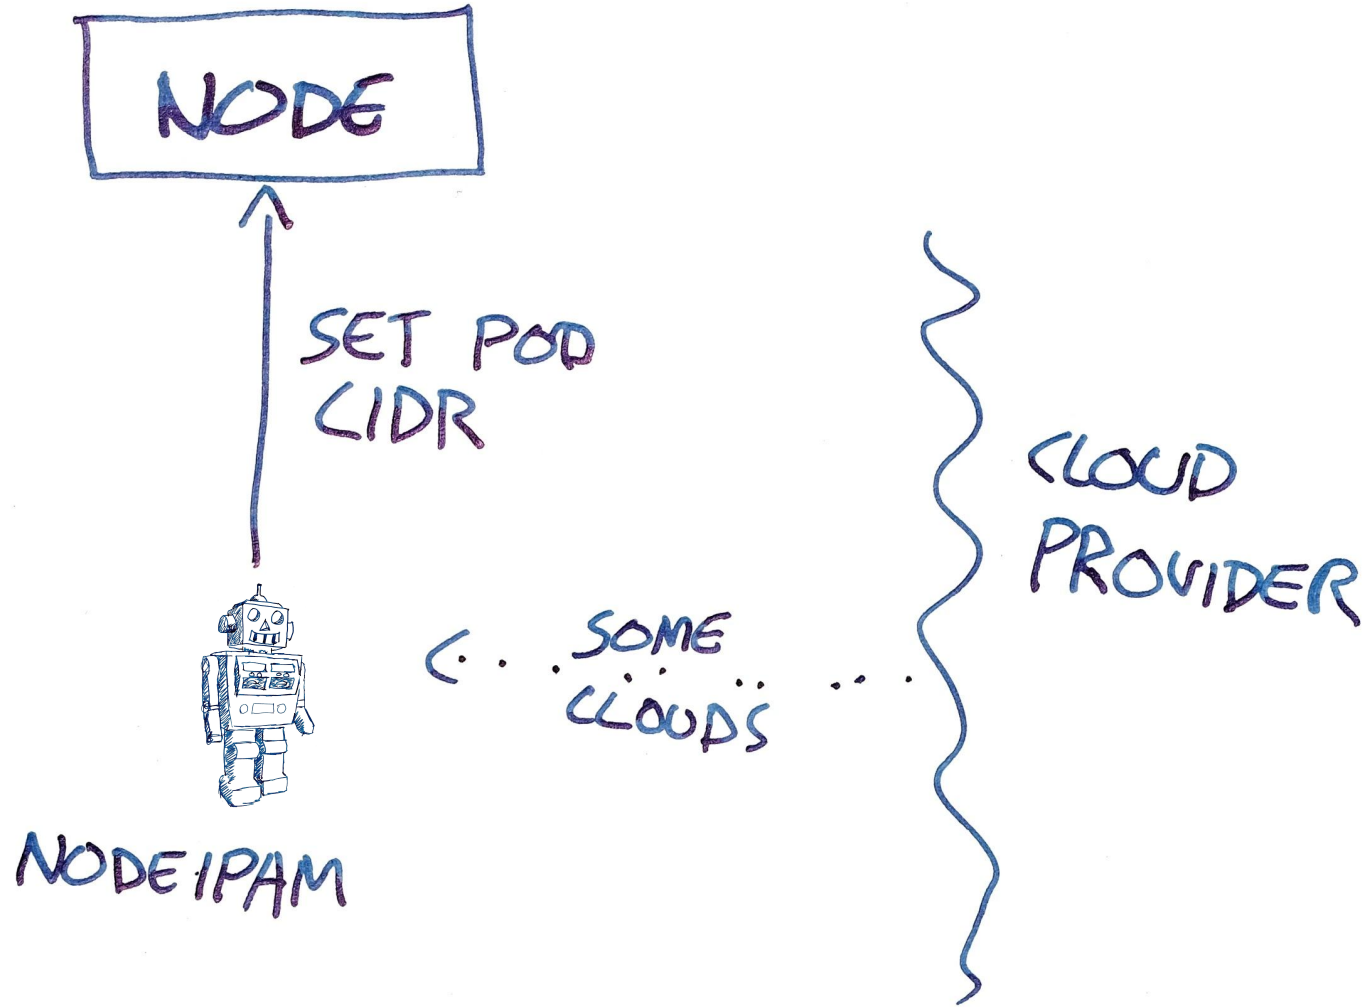 NODE
SET POD
CIDR
CLOUD
PROVIDER
SOME
CLOUDS
NODEIPAM